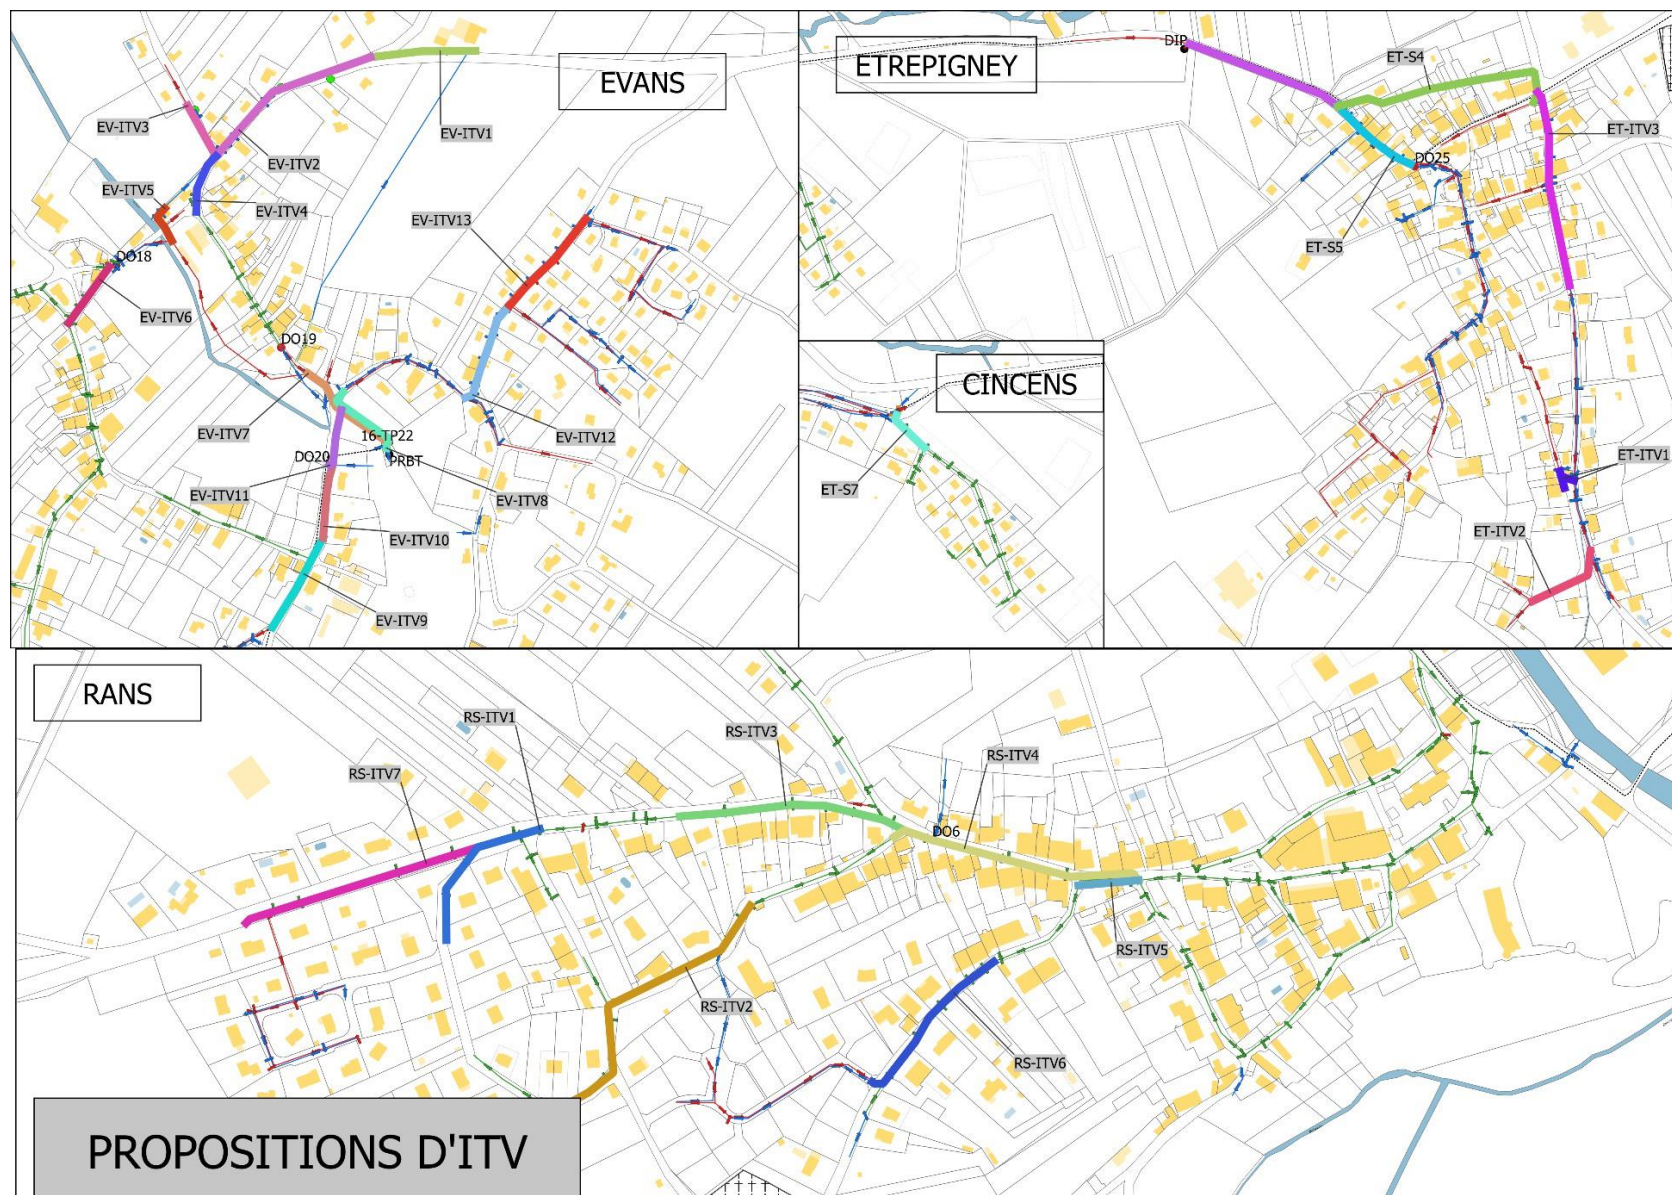 EVANS
EV-ITV1
EV-ITV3
EV-ITV2
EV-ITV5
EV-ITV4
EV-ITV13
DO18
EV-ITV6
DO19
EV-ITV7
16-TP22
EV-ITV12
DO20
PRBT
EV-ITV11
EV-ITV8
EV-ITV10
EV-ITV9
ETREPIGNEY
DIP
ET-S4
ET-ITV3
DO25
ET-S5
ET-ITV1
ET-ITV2
CINCENS
ET-S7
RANS
RS-ITV1
RS-ITV3
RS-ITV4
RS-ITV7
DO6
RS-ITV5
RS-ITV2
RS-ITV6
PROPOSITIONS D'ITV